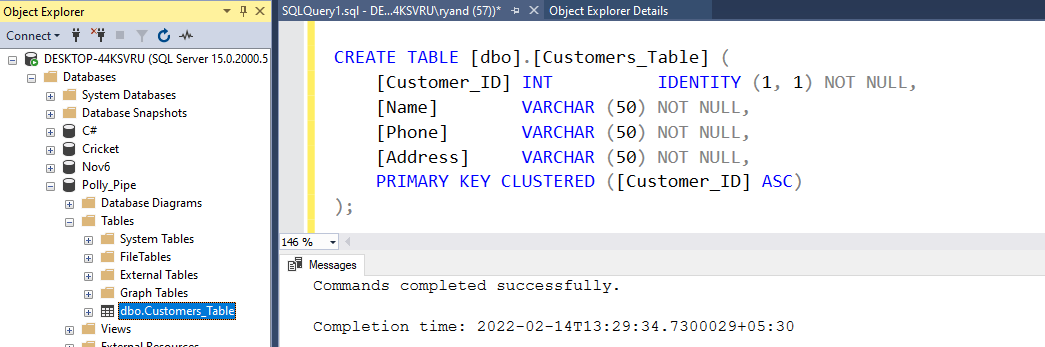 Object Explorer
Connect
DESKTOP-44KSVRU (SQL Server 15.0.2000.5
Databases
System Databases
Database Snapshots
C#
Cricket
Nov6
Polly_Pipe
Database Diagrams
Tables
System Tables
FileTables
External Tables
Graph Tables
dbo.Customers_Table
Views
External Resources
SQLQuery1.sql - DE...4KSVRU\ryand (57))*
Object Explorer Details
CREATE TABLE [dbo].[Customers_Table] (
[Customer_ID] INT IDENTITY (1, 1) NOT NULL,
[Name] VARCHAR (50) NOT NULL,
[Phone] VARCHAR (50) NOT NULL,
[Address] VARCHAR (50) NOT NULL,
PRIMARY KEY CLUSTERED ([Customer_ID] ASC)
);
146 %
Messages
Commands completed successfully.
Completion time: 2022-02-14T13:29:34.7300029+05:30